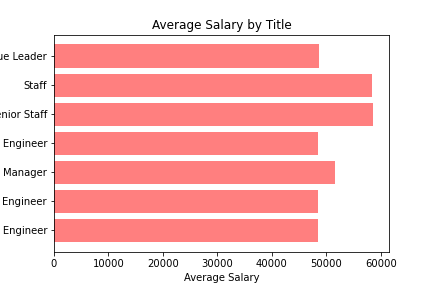 Average Salary by Title
ue Leader
Staff
enior Staff
Engineer
Manager
Engineer
Engineer
0 10000 20000 30000 40000 50000 60000
Average Salary